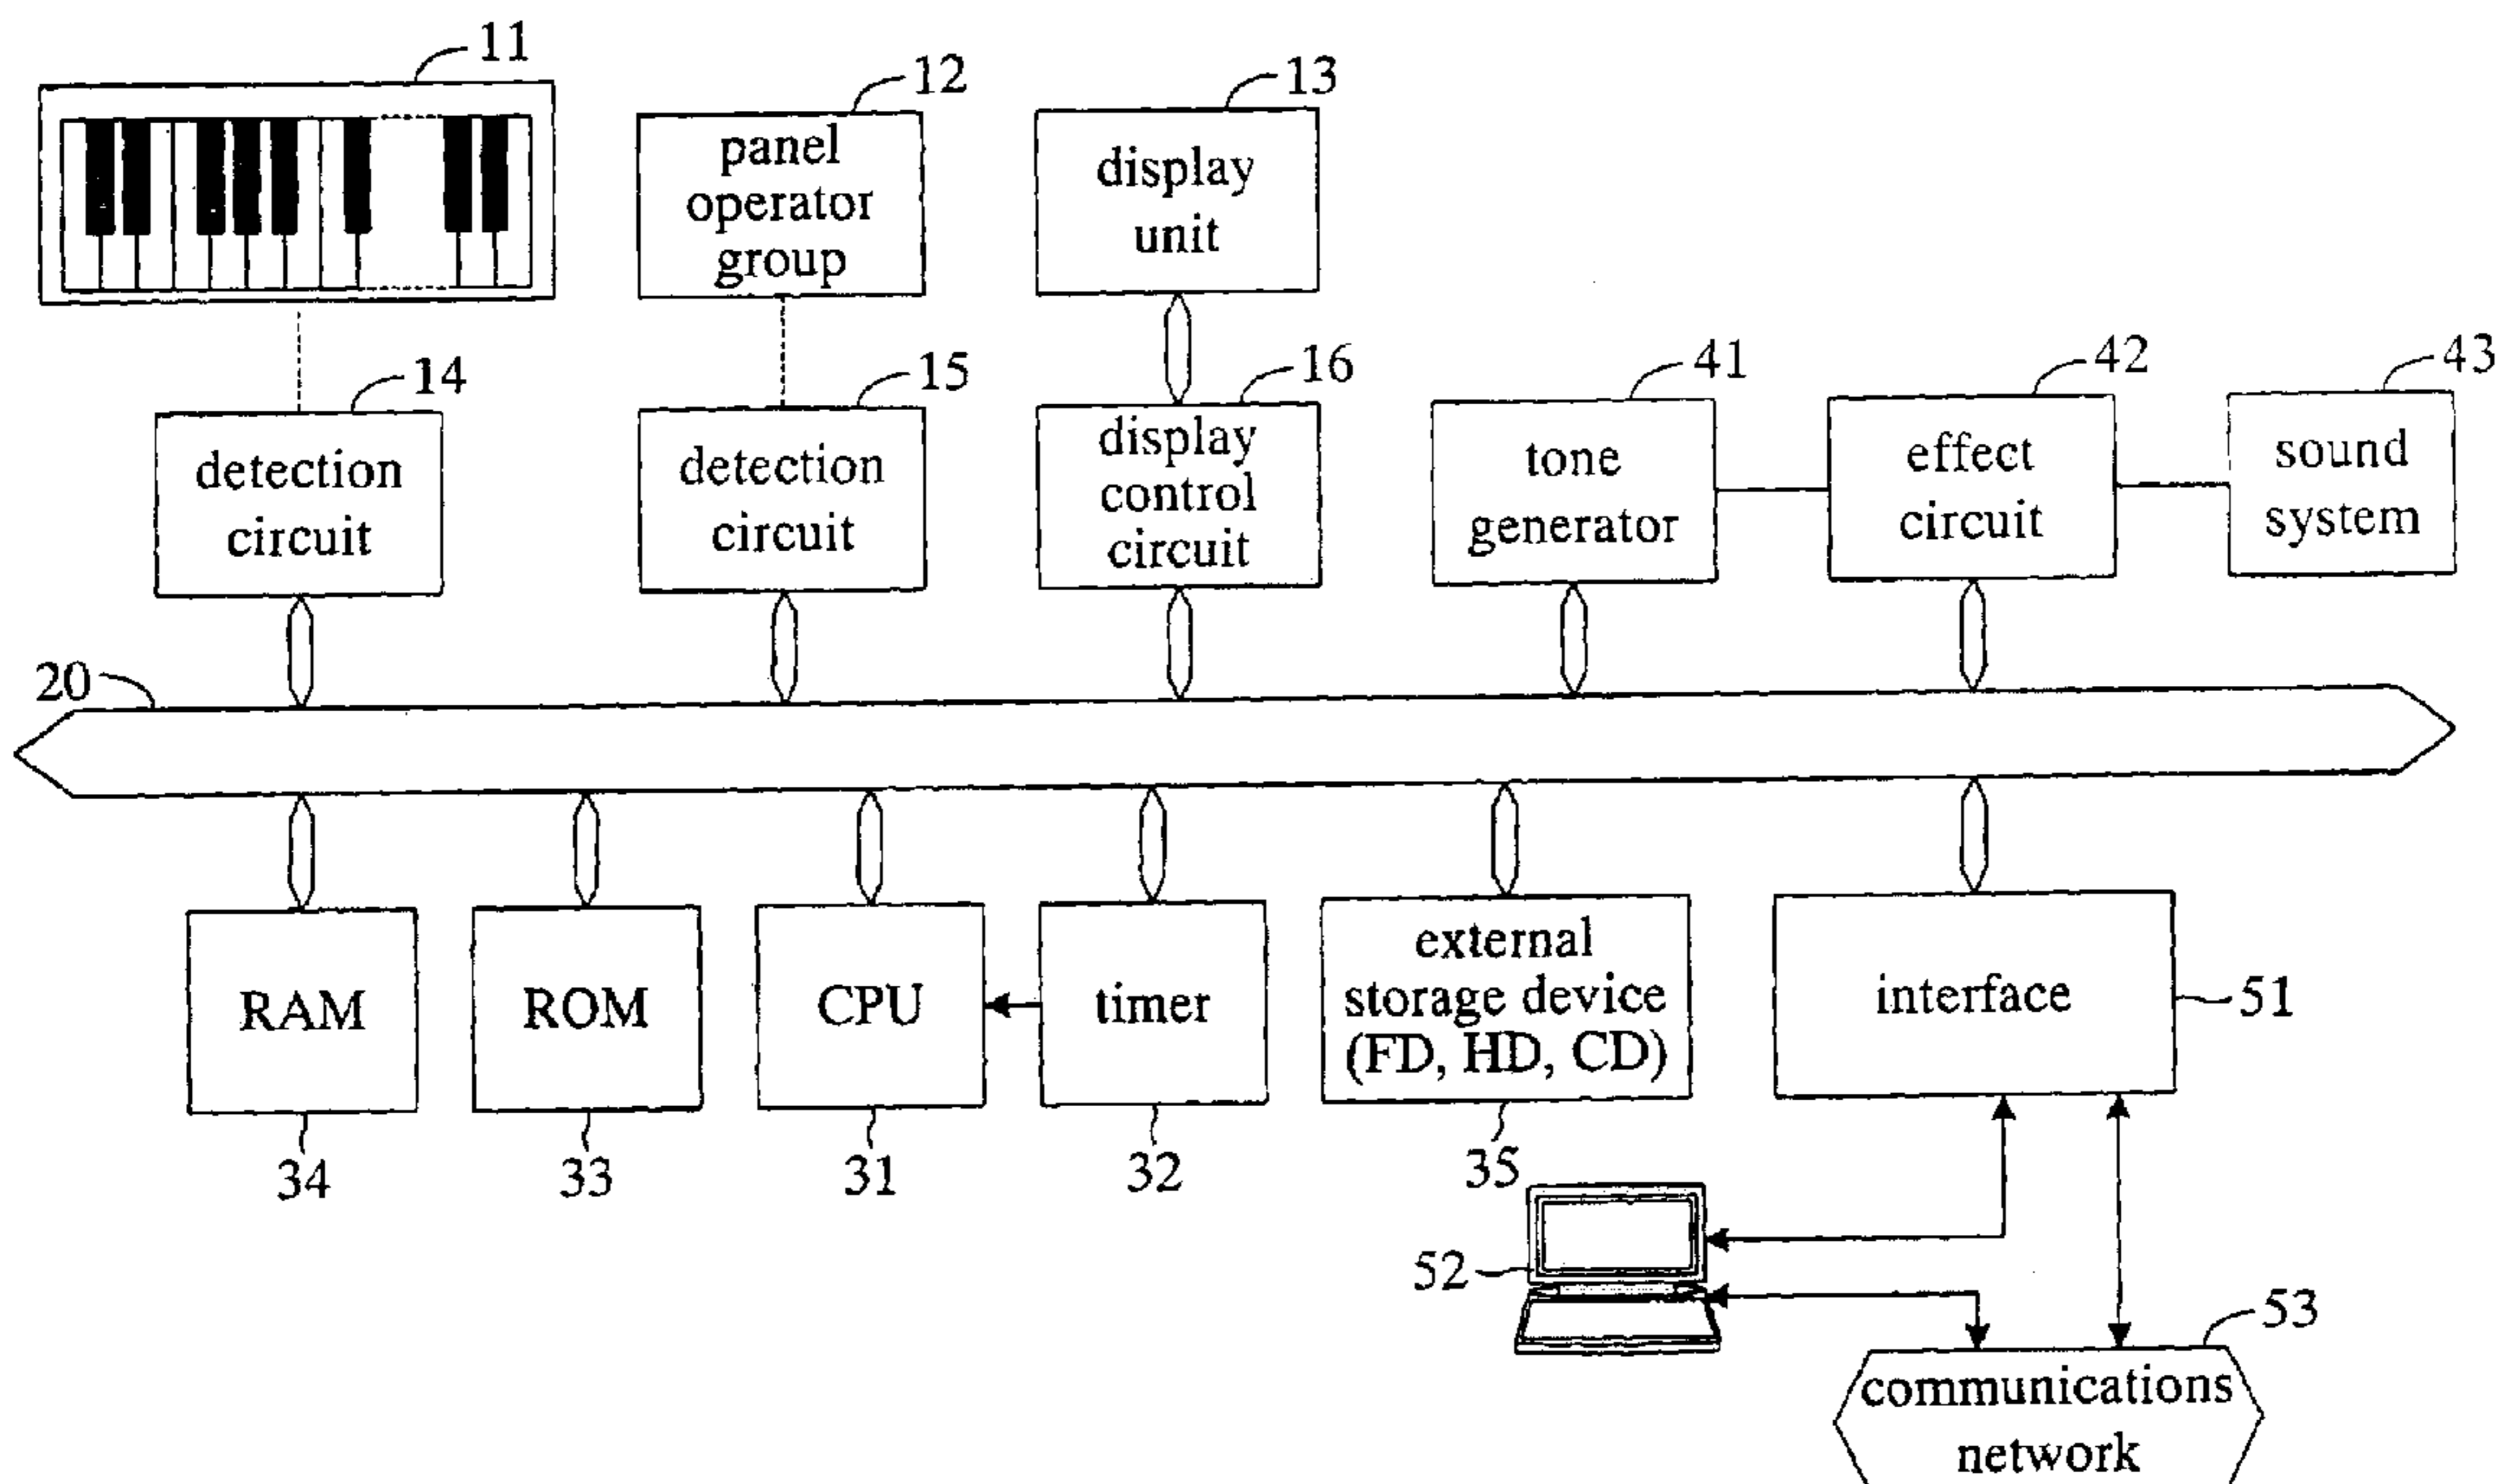 11
12
13
panel
operator
group
display
unit
14
15
16
41
42
43
detection
circuit
detection
circuit
display
control
circuit
tone
generator
effect
circuit
sound
system
20
RAM
ROM
CPU
timer
external
storage device
(FD, HD, CD)
interface
51
34
33
31
32
35
52
53
communications
network